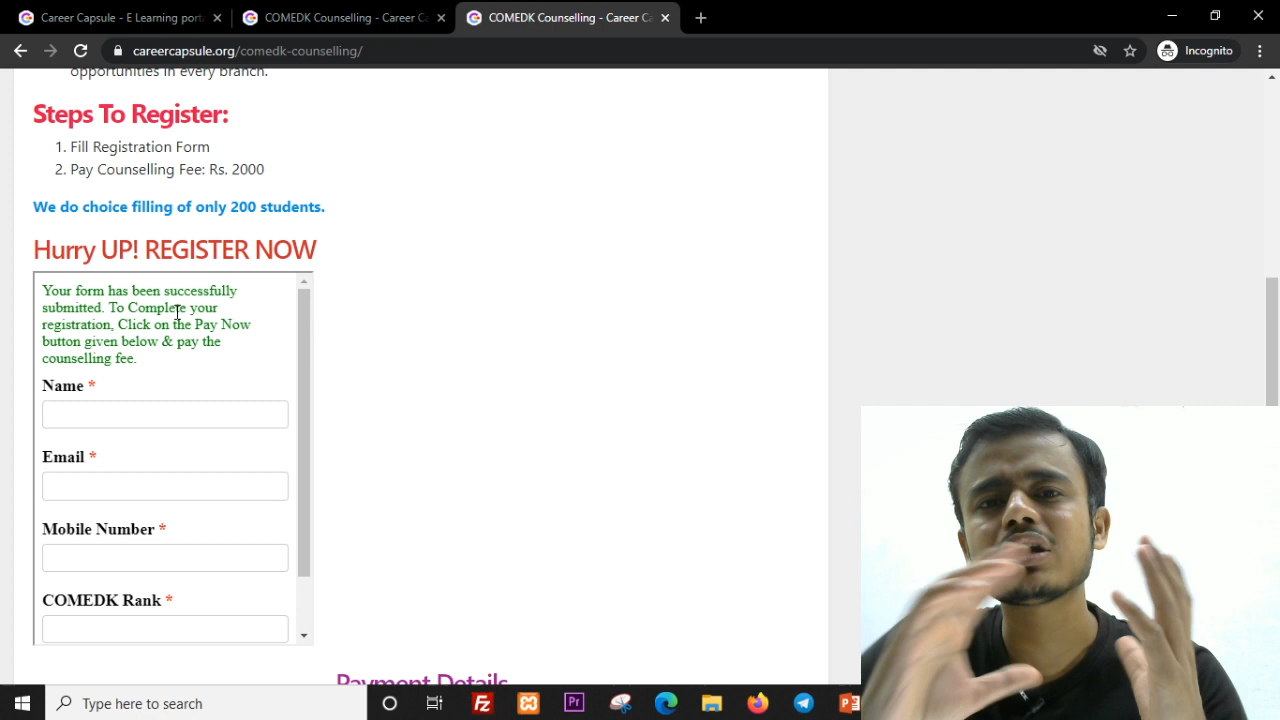 Career Capsule - E Learning porta
COMEDK Counselling - Career Ca
COMEDK Counselling - Career Ca
careercapsule.org/comedk-counselling/
Incognito
opportunities in every branch.
Steps To Register:
1. Fill Registration Form
2. Pay Counselling Fee: Rs. 2000
We do choice filling of only 200 students.
Hurry UP! REGISTER NOW
Your form has been successfully
submitted. To Complete your
registration, Click on the Pay Now
button given below & pay the
counselling fee.
Name *
Email *
Mobile Number *
COMEDK Rank *
Payment Details
Type here to search
Fz
Pr
P